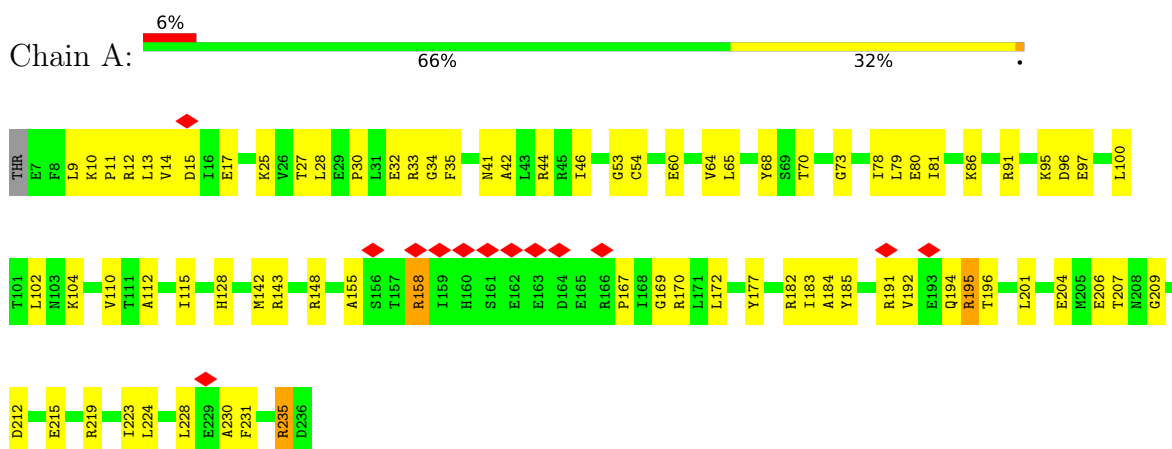 6%
Chain A:
66% 32% •
THR E7 F8 L9 K10 P11 R12 L13 V14 D15 I16 E17 K25 V26 T27 L28 E29 P30 L31 E32 R33 G34 F35 N41 A42 L43 R44 R45 I46 G53 C54 E60 V64 L65 Y68 S69 T70 G73 I78 L79 E80 I81 K86 R91 K95 D96 E97 L100
T101 L102 N103 K104 V110 T111 A112 I115 H128 M142 R143 R148 A155 S156 T157 R158 I159 H160 S161 E162 E163 D164 E165 R166 P167 I168 G169 R170 L171 L172 Y177 R182 I183 A184 Y185 R191 V192 E193 Q194 R195 T196 L201 E204 M205 E206 T207 N208 G209
D212 E215 R219 I223 L224 L228 E229 A230 F231 R235 D236